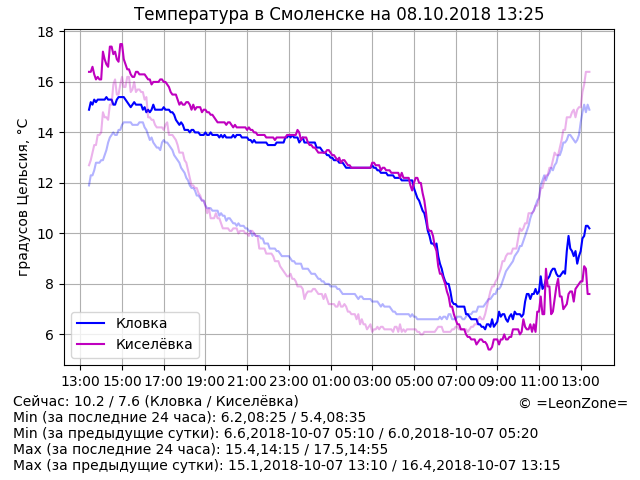 Температура в Смоленске на 08.10.2018 13:25
18
16
14
12
10
8
6
градусов Цельсия, °C
Кловка
Киселёвка
13:00 15:00 17:00 19:00 21:00 23:00 01:00 03:00 05:00 07:00 09:00 11:00 13:00
Сейчас: 10.2 / 7.6 (Кловка / Киселёвка)
© =LeonZone=
Min (за последние 24 часа): 6.2,08:25 / 5.4,08:35
Min (за предыдущие сутки): 6.6,2018-10-07 05:10 / 6.0,2018-10-07 05:20
Max (за последние 24 часа): 15.4,14:15 / 17.5,14:55
Max (за предыдущие сутки): 15.1,2018-10-07 13:10 / 16.4,2018-10-07 13:15